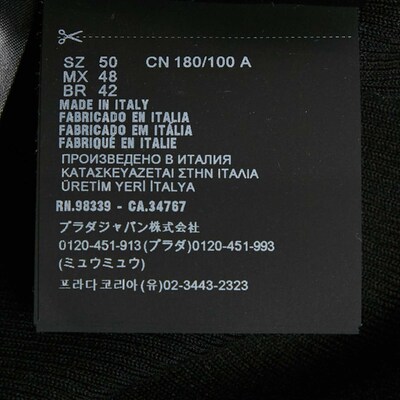 SZ 50 CN 180/100 A
MX 48
BR 42
MADE IN ITALY
FABRICADO EN ITALIA
FABRICADO EM ITÁLIA
FABRIQUÉ EN ITALIE
ПРОИЗВЕДЕНО В ИТАЛИЯ
ΚΑΤΑΣΚΕΥΑΖΕΤΑΙ ΣΤΗΝ ΙΤΑΛΙΑ
ÜRETİM YERİ İTALYA
RN.98339 - CA.34767
プラダジャパン株式会社
0120-451-913(プラダ)0120-451-993
(ミュウミュウ)
프라다코리아(유)02-3443-2323